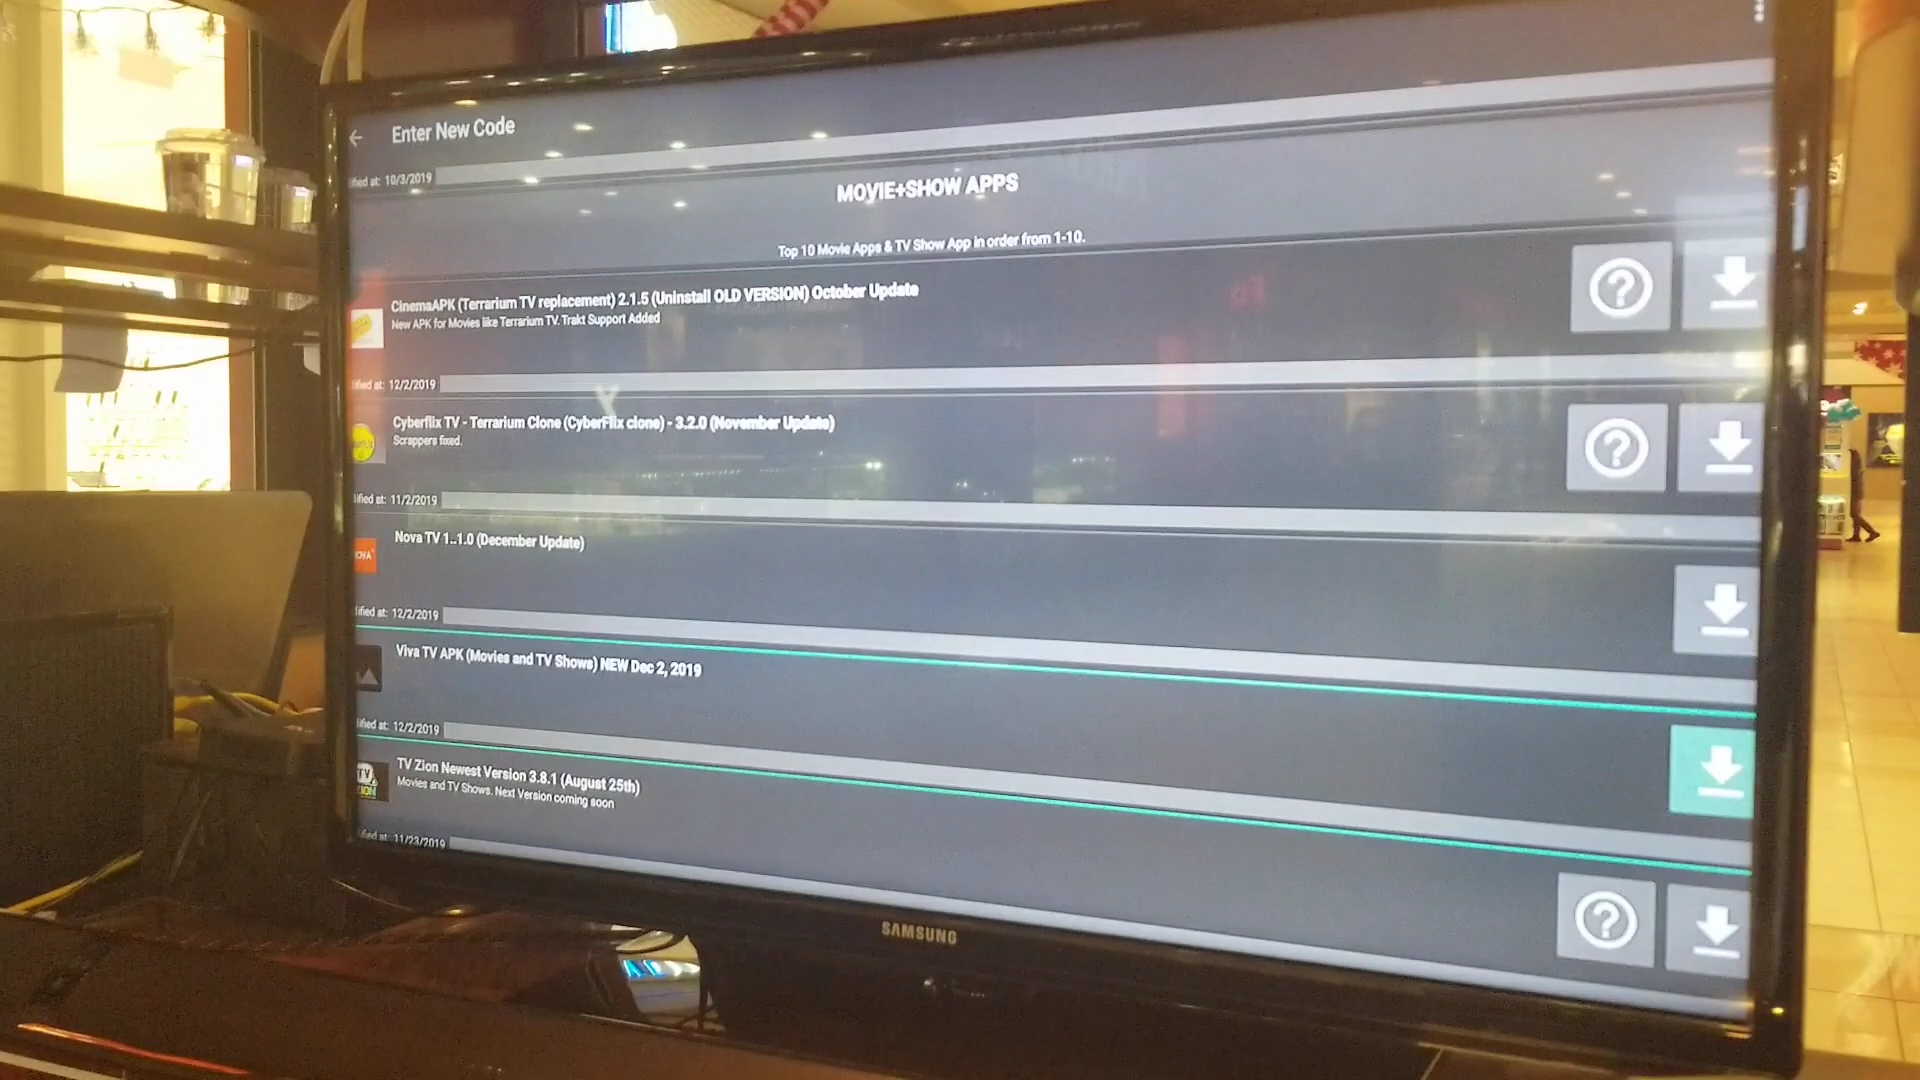 Enter New Code
ified at: 10/3/2019
MOVIE+SHOW APPS
Top 10 Movie Apps & TV Show App in order from 1-10.
CinemaAPK (Terrarium TV replacement) 2.1.5 (Uninstall OLD VERSION) October Update
New APK for Movies like Terrarium TV. Trakt Support Added
ified at: 12/2/2019
Cyberflix TV - Terrarium Clone (CyberFlix clone) - 3.2.0 (November Update)
Scrappers fixed.
ified at: 11/2/2019
Nova TV 1..1.0 (December Update)
OVA
ified at: 12/2/2019
Viva TV APK (Movies and TV Shows) NEW Dec 2, 2019
ified at: 12/2/2019
TV Zion Newest Version 3.8.1 (August 25th)
Movies and TV Shows. Next Version coming soon
TV
ION
ified at: 11/23/2019
SAMSUNG